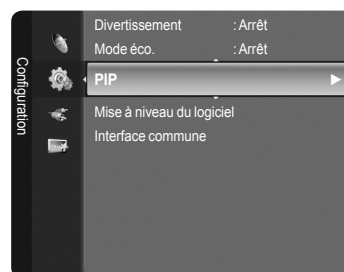 Configuration
Divertissement : Arrêt
Mode éco. : Arrêt
PIP
Mise à niveau du logiciel
Interface commune